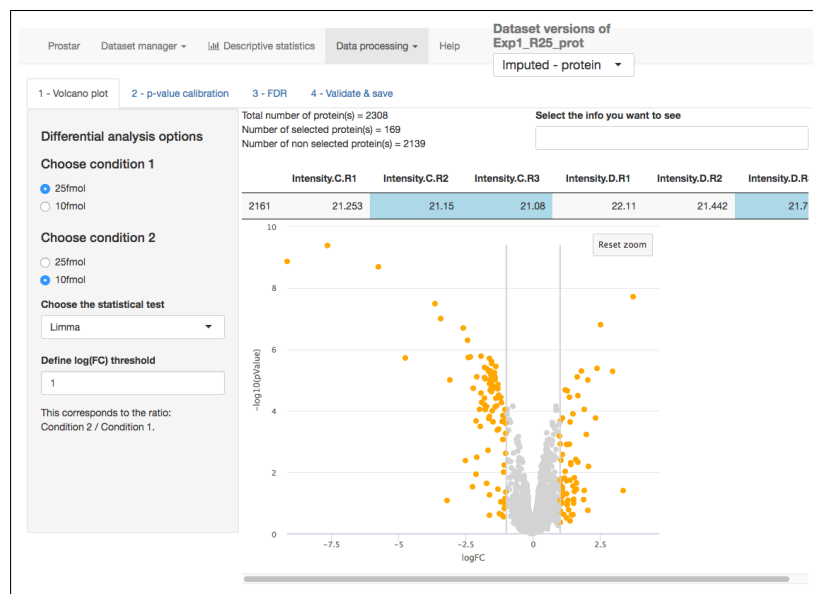 Dataset versions of
Exp1_R25_prot
Prostar Dataset manager Descriptive statistics Data processing Help
Imputed - protein
1 - Volcano plot 2 - p-value calibration 3 - FDR 4 - Validate & save
Total number of protein(s) = 2308
Number of selected protein(s) = 169
Number of non selected protein(s) = 2139
Select the info you want to see
Differential analysis options
Choose condition 1
25fmol
10fmol
Choose condition 2
25fmol
10fmol
Choose the statistical test
Limma
Define log(FC) threshold
1
This corresponds to the ratio:
Condition 2 / Condition 1.
Intensity.C.R1 Intensity.C.R2 Intensity.C.R3 Intensity.D.R1 Intensity.D.R2 Intensity.D.R
2161 21.253 21.15 21.08 22.11 21.442 21.7
Reset zoom
10
8
6
4
2
0
-log10(pValue)
-7.5 -5 -2.5 0 2.5
logFC